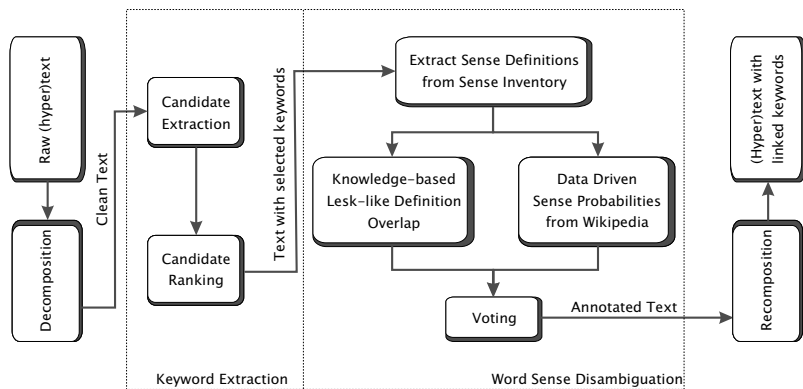 Raw (hyper)text
Decomposition
Clean Text
Candidate
Extraction
Candidate
Ranking
Keyword Extraction
Text with selected keywords
Extract Sense Definitions
from Sense Inventory
Knowledge-based
Lesk-like Definition
Overlap
Data Driven
Sense Probabilities
from Wikipedia
Voting
Word Sense Disambiguation
Annotated Text
Recomposition
(Hyper)text with
linked keywords